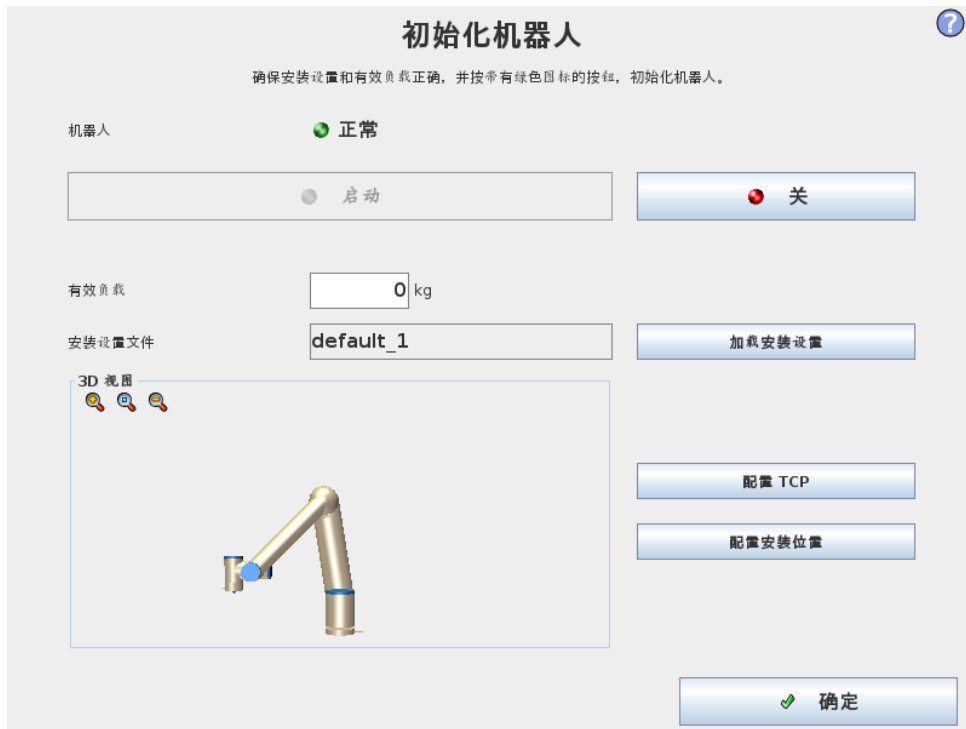 初始化机器人
?
确保安装设置和有效负载正确，并按带有绿色图标的按钮，初始化机器人。
机器人 正常
启动 关
有效负载 0 kg
安装设置文件 default_1 加载安装设置
3D 视图
配置 TCP
配置安装位置
确定